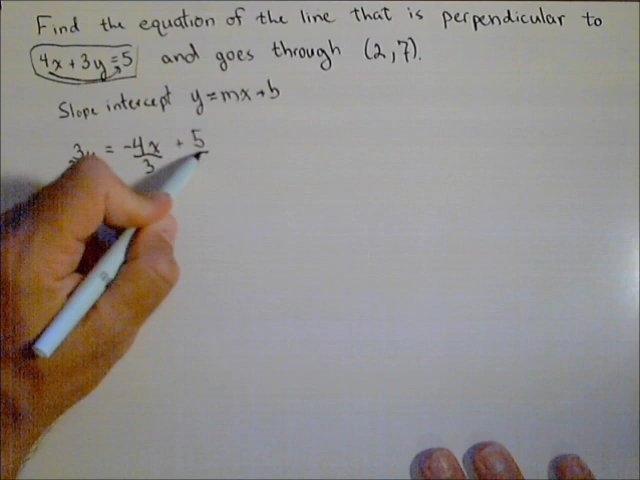 Find the equation of the line that is perpendicular to
4x + 3y = 5 and goes through (2,7).
Slope intercept y = mx + b
3y = -4x/3 + 5